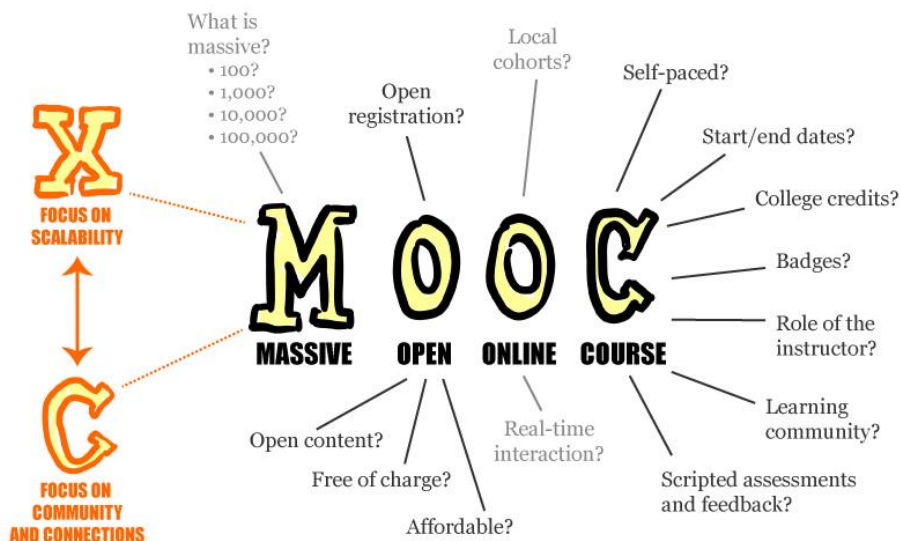 What is
massive?
• 100?
• 1,000?
• 10,000?
• 100,000?
Local
cohorts?
Self-paced?
Open
registration?
Start/end dates?
College credits?
Badges?
Role of the
instructor?
Learning
community?
Scripted assessments
and feedback?
X
FOCUS ON
SCALABILITY
C
FOCUS ON
COMMUNITY
AND CONNECTIONS
MOOC
MASSIVE OPEN ONLINE COURSE
Open content?
Free of charge?
Affordable?
Real-time
interaction?